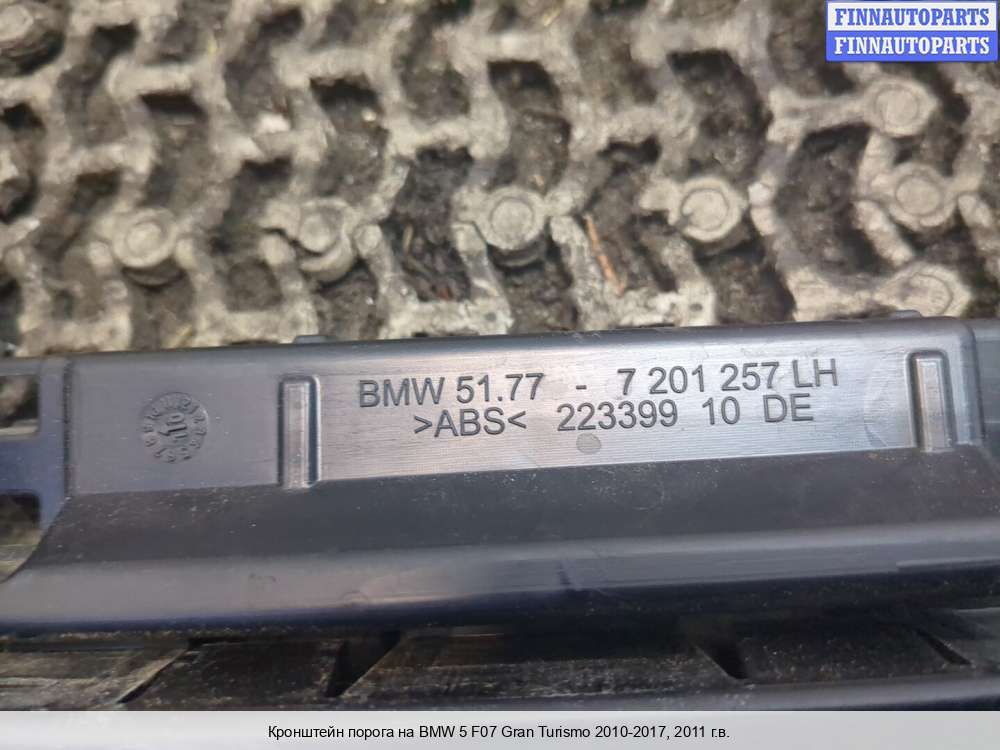 FINNAUTOPARTS
FINNAUTOPARTS
BMW 51.77 - 7 201 257 LH
>ABS< 223399 10 DE
Кронштейн порога на BMW 5 F07 Gran Turismo 2010-2017, 2011 г.в.